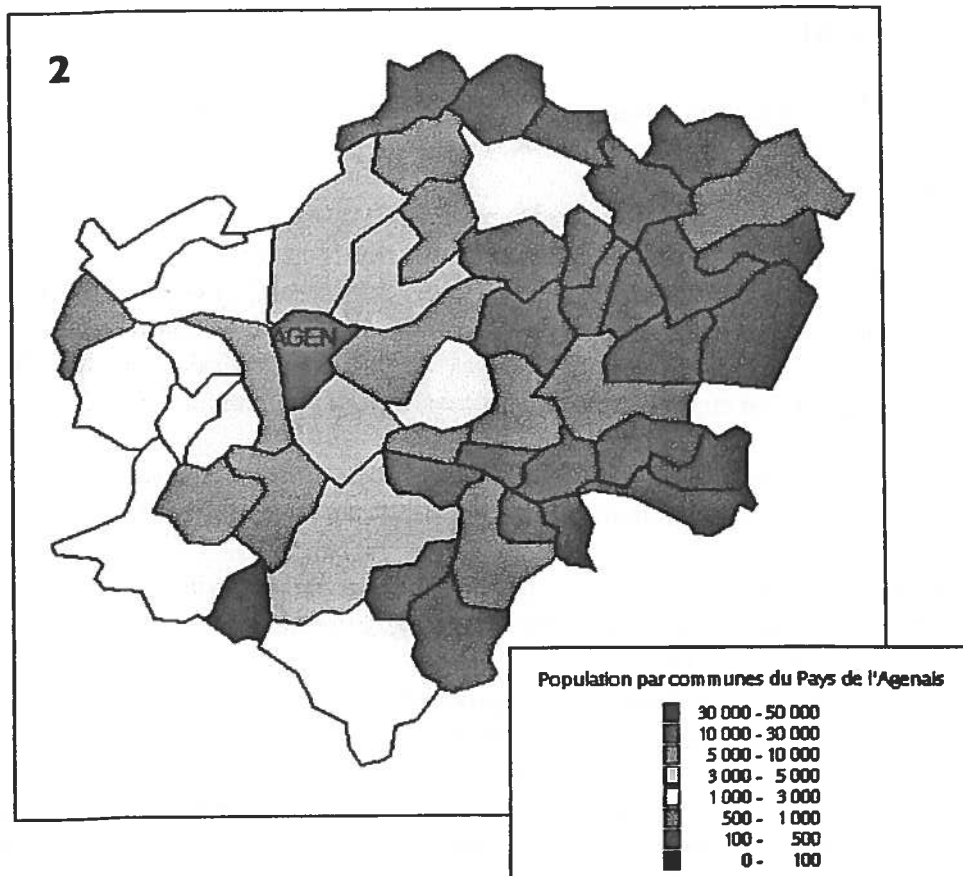 2
AGEN
Population par communes du Pays de l'Agenais
30 000 - 50 000
10 000 - 30 000
5 000 - 10 000
3 000 - 5 000
1 000 - 3 000
500 - 1 000
100 - 500
0 - 100